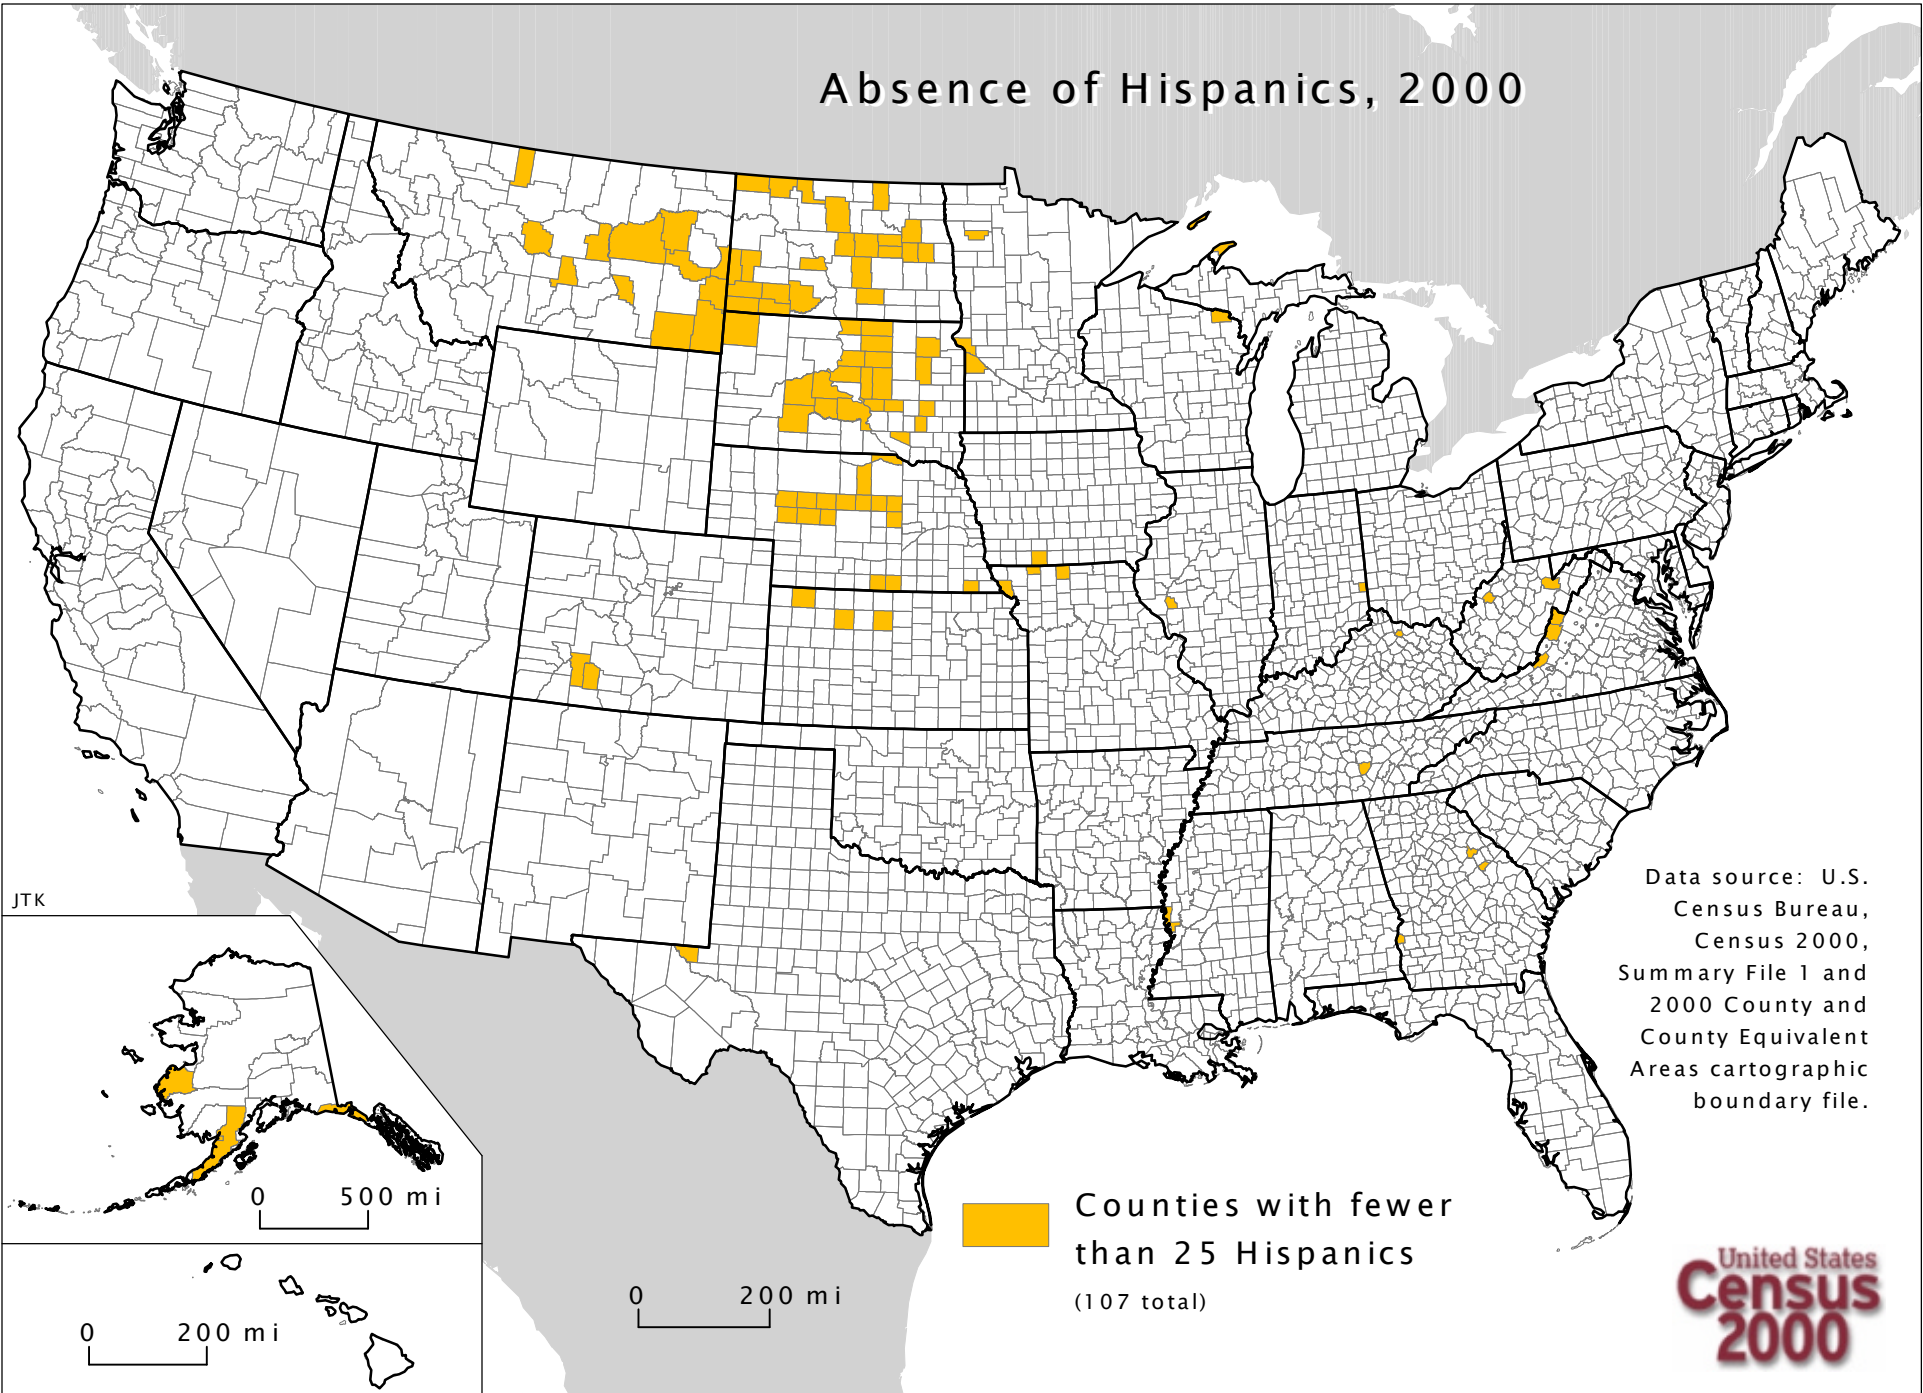 Absence of Hispanics, 2000
JTK
Data source: U.S.
Census Bureau,
Census 2000,
Summary File 1 and
2000 County and
County Equivalent
Areas cartographic
boundary file.
0 500 mi
Counties with fewer
than 25 Hispanics
(107 total)
0 200 mi
0 200 mi
United States
Census
2000